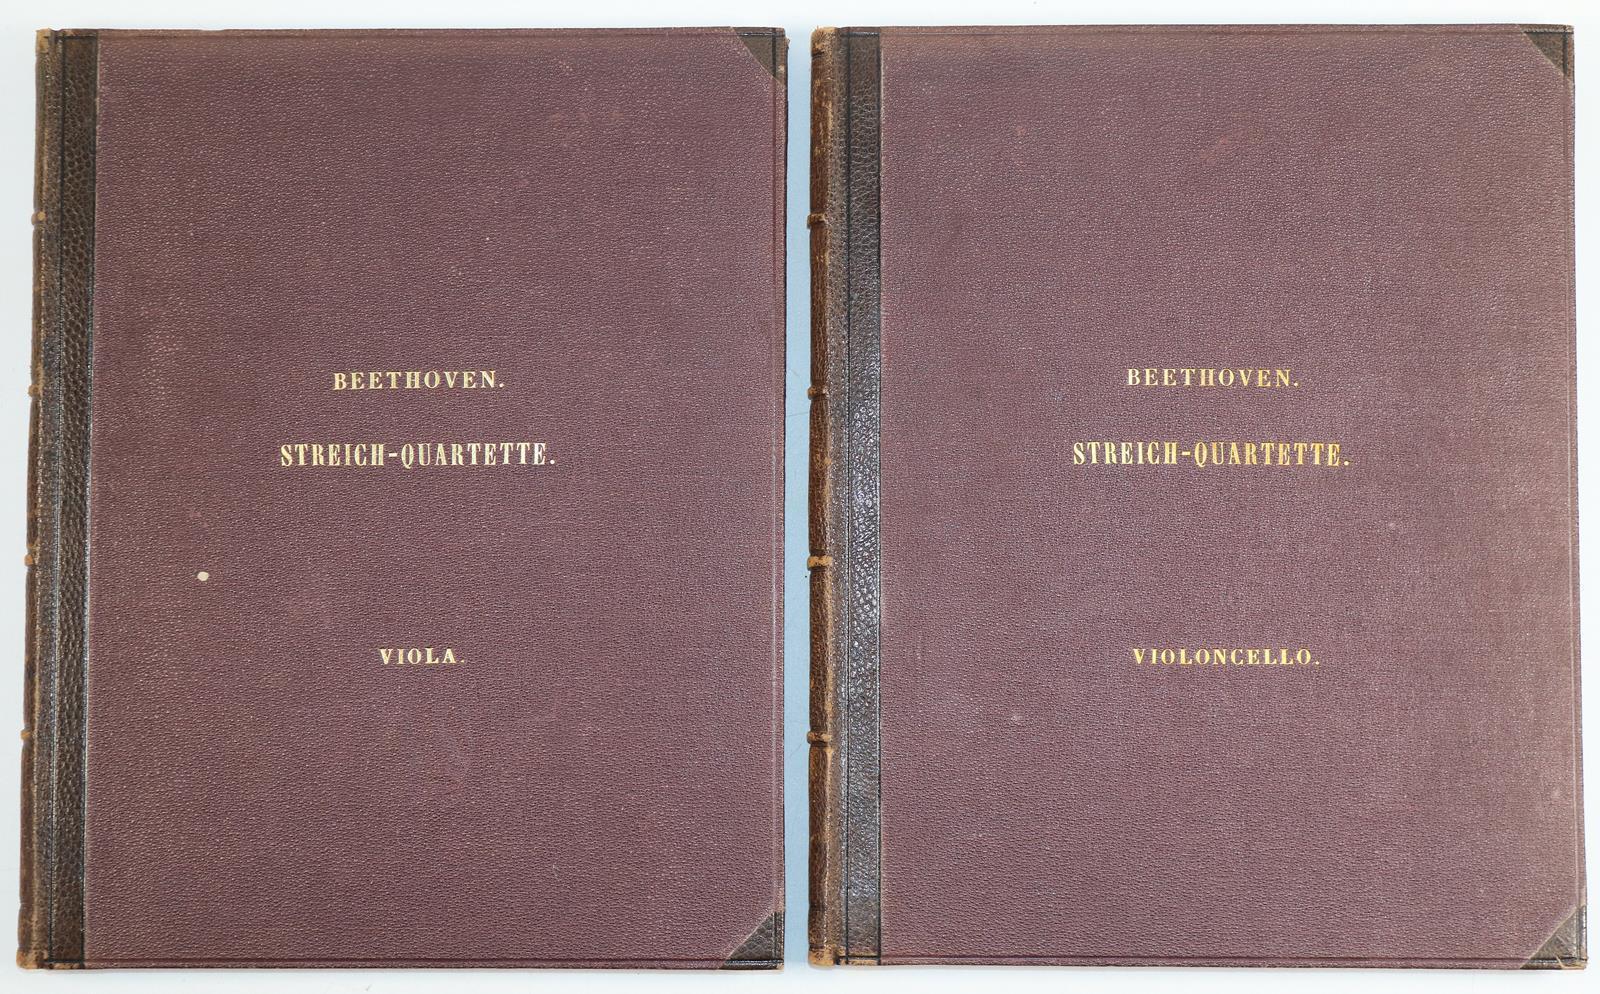 BEETHOVEN.
STREICH-QUARTETTE.
VIOLA.
BEETHOVEN.
STREICH-QUARTETTE.
VIOLONCELLO.